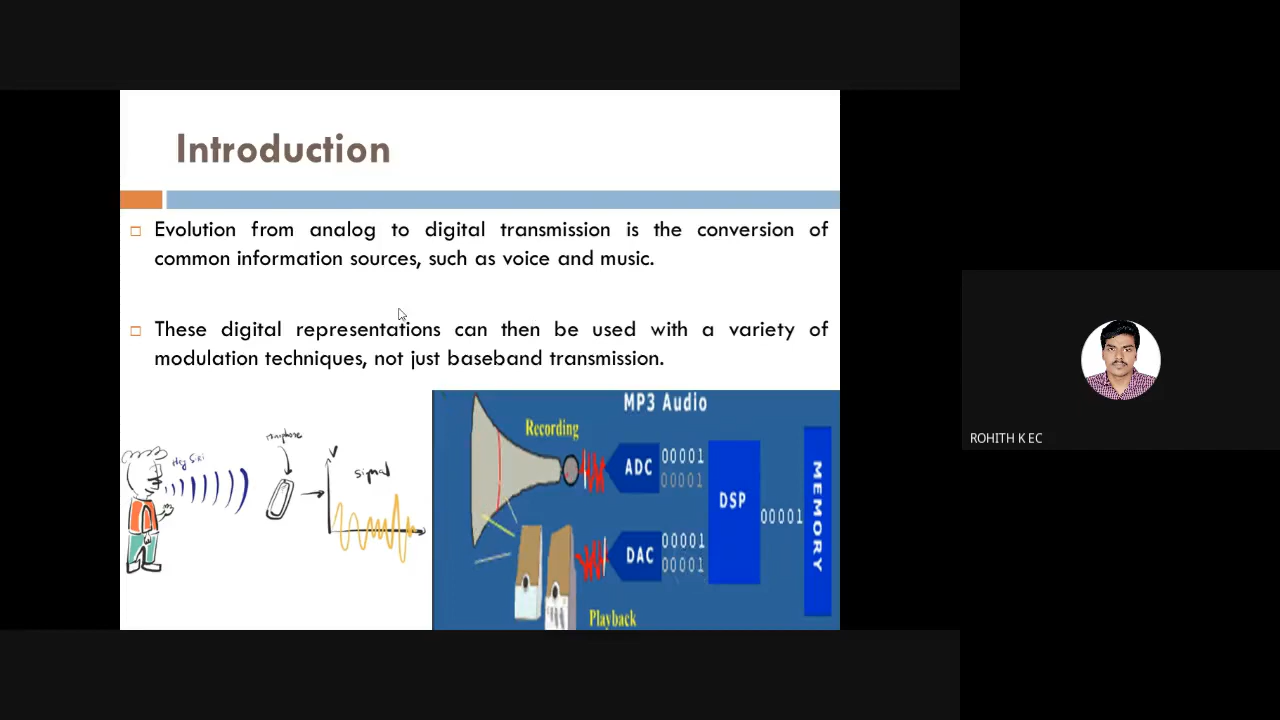 Introduction
Evolution from analog to digital transmission is the conversion of
common information sources, such as voice and music.
These digital representations can then be used with a variety of
modulation techniques, not just baseband transmission.
Hey Siri
signal
V
MP3 Audio
Recording
ADC
00001
00001
DSP
00001
MEMORY
DAC
00001
00001
Playback
ROHITH K EC